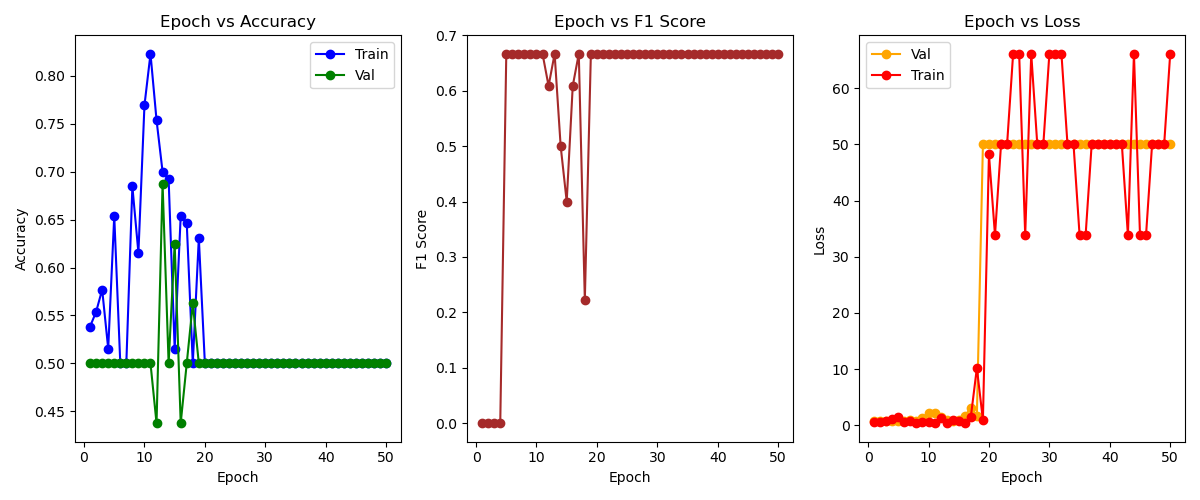 Epoch vs Accuracy
Accuracy
0.80
0.75
0.70
0.65
0.60
0.55
0.50
0.45
Train
Val
0 10 20 30 40 50
Epoch
Epoch vs F1 Score
F1 Score
0.7
0.6
0.5
0.4
0.3
0.2
0.1
0.0
0 10 20 30 40 50
Epoch
Epoch vs Loss
Loss
60
50
40
30
20
10
0
Val
Train
0 10 20 30 40 50
Epoch